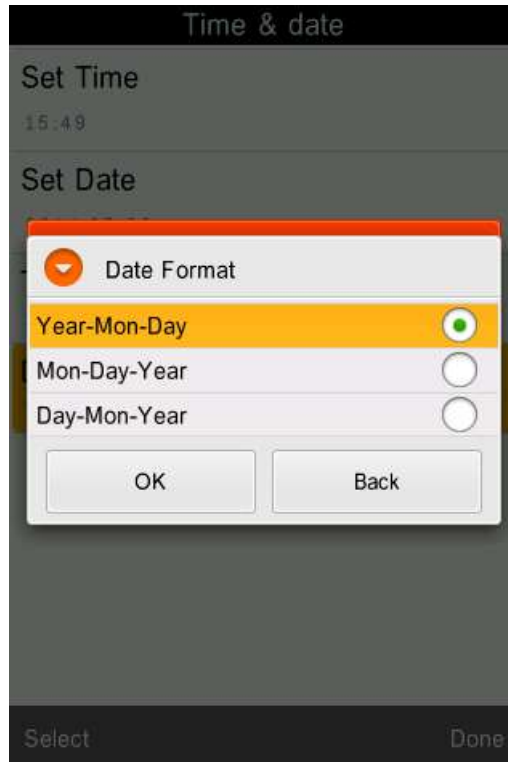 Time & date
Set Time
15:49
Set Date
Date Format
Year-Mon-Day
Mon-Day-Year
Day-Mon-Year
OK
Back
Select
Done